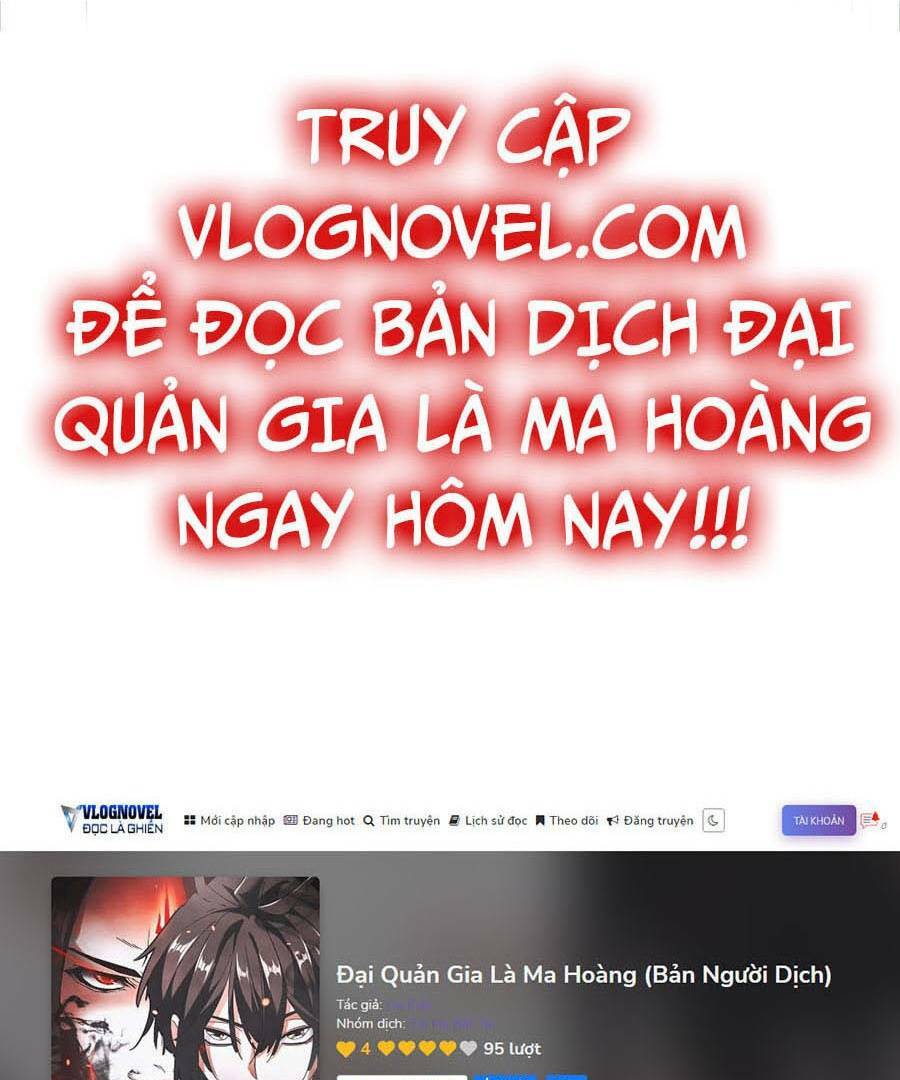 TRUY CẬP
VLOGNOVEL.COM
ĐỂ ĐỌC BẢN DỊCH ĐẠI
QUẢN GIA LÀ MA HOÀNG
NGAY HÔM NAY!!!
VLOGNOVEL
ĐỌC LÀ GHIỀN
Mới cập nhập Đang hot Tìm truyện Lịch sử đọc Theo dõi Đăng truyện TÀI KHOẢN 0
Đại Quản Gia Là Ma Hoàng (Bản Người Dịch)
Tác giả:
Nhóm dịch:
4 95 lượt